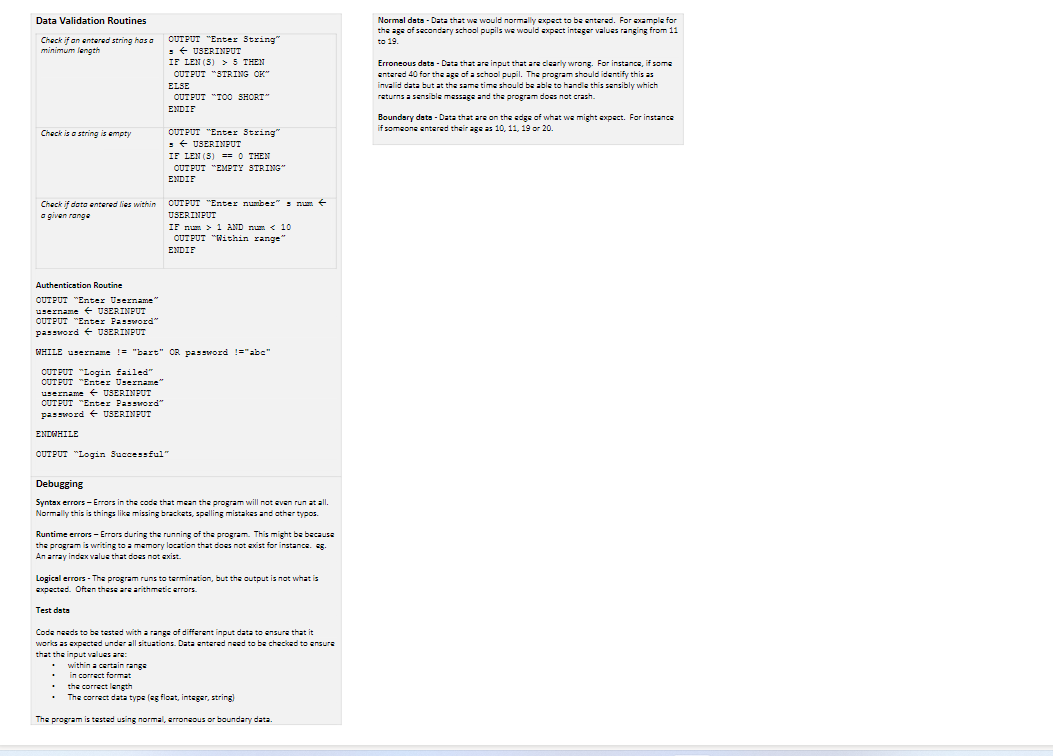 Data Validation Routines
Check if an entered string has a
minimum length
OUTPUT "Enter String"
s ← USERINPUT
IF LEN(S) > 5 THEN
OUTPUT "STRING OK"
ELSE
OUTPUT "TOO SHORT"
ENDIF
Check is a string is empty
OUTPUT "Enter String"
s ← USERINPUT
IF LEN(S) == 0 THEN
OUTPUT "EMPTY STRING"
ENDIF
Check if data entered lies within
a given range
OUTPUT "Enter number" s num ←
USERINPUT
IF num > 1 AND num < 10
OUTPUT "Within range"
ENDIF
Authentication Routine
OUTPUT "Enter Username"
username ← USERINPUT
OUTPUT "Enter Password"
password ← USERINPUT
WHILE username != "bart" OR password !="abc"
OUTPUT "Login failed"
OUTPUT "Enter Username"
username ← USERINPUT
OUTPUT "Enter Password"
password ← USERINPUT
ENDWHILE
OUTPUT "Login Successful"
Debugging
Syntax errors – Errors in the code that mean the program will not even run at all.
Normally this is things like missing brackets, spelling mistakes and other typos.
Runtime errors – Errors during the running of the program. This might be because
the program is writing to a memory location that does not exist for instance. eg.
An array index value that does not exist.
Logical errors - The program runs to termination, but the output is not what is
expected. Often these are arithmetic errors.
Test data
Code needs to be tested with a range of different input data to ensure that it
works as expected under all situations. Data entered need to be checked to ensure
that the input values are:
• within a certain range
• in correct format
• the correct length
• The correct data type (eg float, integer, string)
The program is tested using normal, erroneous or boundary data.
Normal data - Data that we would normally expect to be entered. For example for
the age of secondary school pupils we would expect integer values ranging from 11
to 19.
Erroneous data - Data that are input that are clearly wrong. For instance, if some
entered 40 for the age of a school pupil. The program should identify this as
invalid data but at the same time should be able to handle this sensibly which
returns a sensible message and the program does not crash.
Boundary data - Data that are on the edge of what we might expect. For instance
if someone entered their age as 10, 11, 19 or 20.